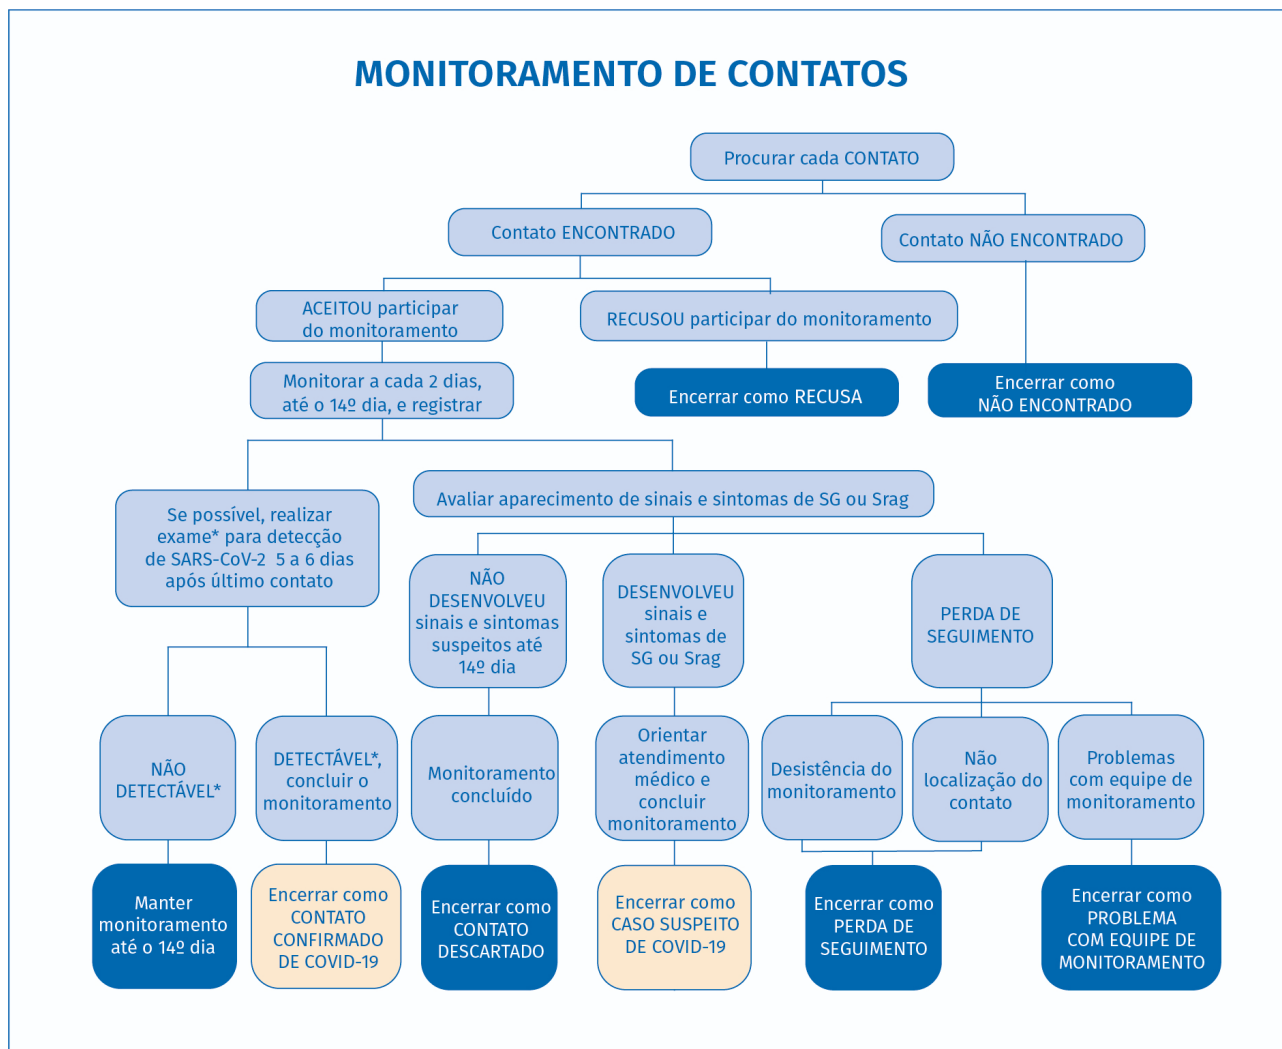 MONITORAMENTO DE CONTATOS
Procurar cada CONTATO
Contato ENCONTRADO
Contato NÃO ENCONTRADO
ACEITOU participar
do monitoramento
RECUSOU participar do monitoramento
Monitorar a cada 2 dias,
até o 14º dia, e registrar
Encerrar como RECUSA
Encerrar como
NÃO ENCONTRADO
Se possível, realizar
exame* para detecção
de SARS-CoV-2 5 a 6 dias
após último contato
Avaliar aparecimento de sinais e sintomas de SG ou Srag
NÃO
DESENVOLVEU
sinais e sintomas
suspeitos até
14º dia
DESENVOLVEU
sinais e
sintomas de
SG ou Srag
PERDA DE
SEGUIMENTO
NÃO
DETECTÁVEL*
DETECTÁVEL*,
concluir o
monitoramento
Monitoramento
concluído
Orientar
atendimento
médico e
concluir
monitoramento
Desistência do
monitoramento
Não
localização do
contato
Problemas
com equipe de
monitoramento
Manter
monitoramento
até o 14º dia
Encerrar como
CONTATO
CONFIRMADO
DE COVID-19
Encerrar como
CONTATO
DESCARTADO
Encerrar como
CASO SUSPEITO
DE COVID-19
Encerrar como
PERDA DE
SEGUIMENTO
Encerrar como
PROBLEMA
COM EQUIPE DE
MONITORAMENTO